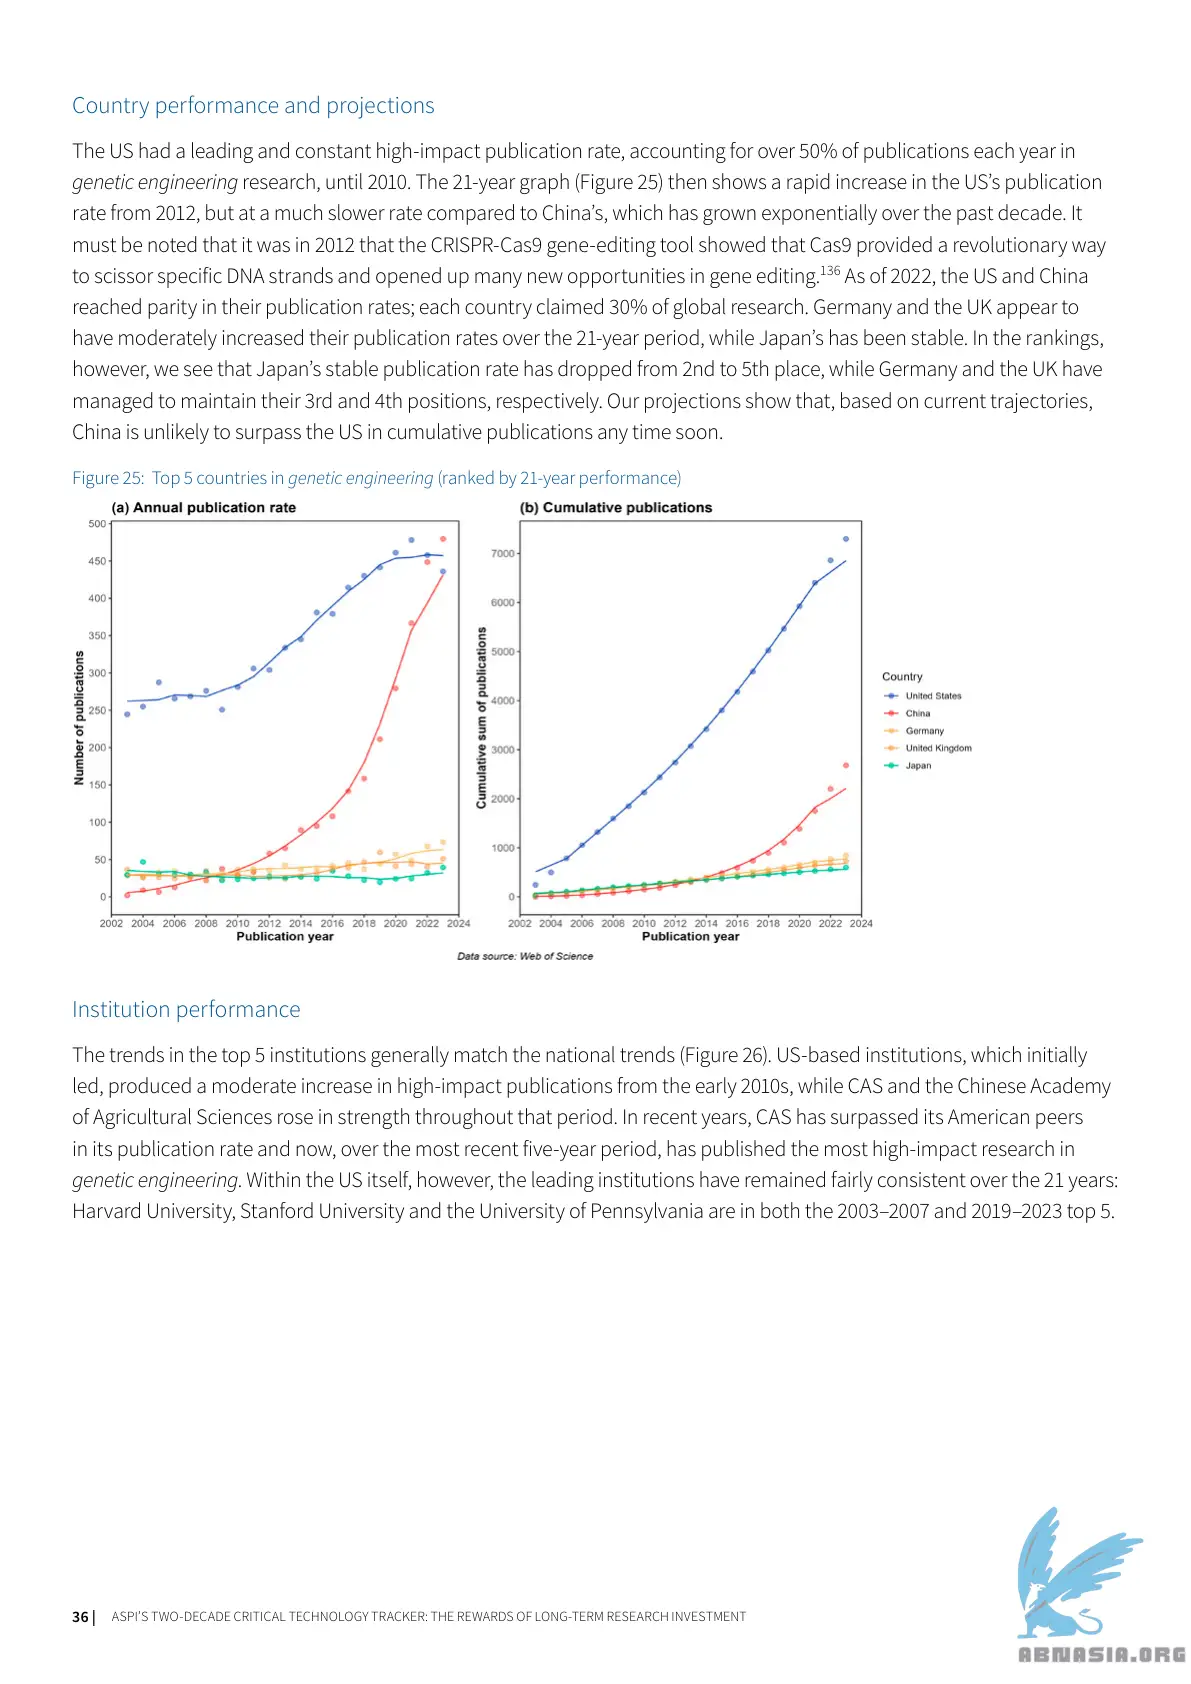 Country performance and projections
The US had a leading and constant high-impact publication rate, accounting for over 50% of publications each year in
genetic engineering research, until 2010. The 21-year graph (Figure 25) then shows a rapid increase in the US’s publication
rate from 2012, but at a much slower rate compared to China’s, which has grown exponentially over the past decade. It
must be noted that it was in 2012 that the CRISPR-Cas9 gene-editing tool showed that Cas9 provided a revolutionary way
to scissor specific DNA strands and opened up many new opportunities in gene editing.136 As of 2022, the US and China
reached parity in their publication rates; each country claimed 30% of global research. Germany and the UK appear to
have moderately increased their publication rates over the 21-year period, while Japan’s has been stable. In the rankings,
however, we see that Japan’s stable publication rate has dropped from 2nd to 5th place, while Germany and the UK have
managed to maintain their 3rd and 4th positions, respectively. Our projections show that, based on current trajectories,
China is unlikely to surpass the US in cumulative publications any time soon.
Figure 25: Top 5 countries in genetic engineering (ranked by 21-year performance)
(a) Annual publication rate
Number of publications
500
450
400
350
300
250
200
150
100
50
0
2002 2004 2006 2008 2010 2012 2014 2016 2018 2020 2022 2024
Publication year
(b) Cumulative publications
Cumulative sum of publications
7000
6000
5000
4000
3000
2000
1000
0
2002 2004 2006 2008 2010 2012 2014 2016 2018 2020 2022 2024
Publication year
Country
United States
China
Germany
United Kingdom
Japan
Data source: Web of Science
Institution performance
The trends in the top 5 institutions generally match the national trends (Figure 26). US-based institutions, which initially
led, produced a moderate increase in high-impact publications from the early 2010s, while CAS and the Chinese Academy
of Agricultural Sciences rose in strength throughout that period. In recent years, CAS has surpassed its American peers
in its publication rate and now, over the most recent five-year period, has published the most high-impact research in
genetic engineering. Within the US itself, however, the leading institutions have remained fairly consistent over the 21 years:
Harvard University, Stanford University and the University of Pennsylvania are in both the 2003–2007 and 2019–2023 top 5.
36 | ASPI’S TWO-DECADE CRITICAL TECHNOLOGY TRACKER: THE REWARDS OF LONG-TERM RESEARCH INVESTMENT
ABNASIA.ORG